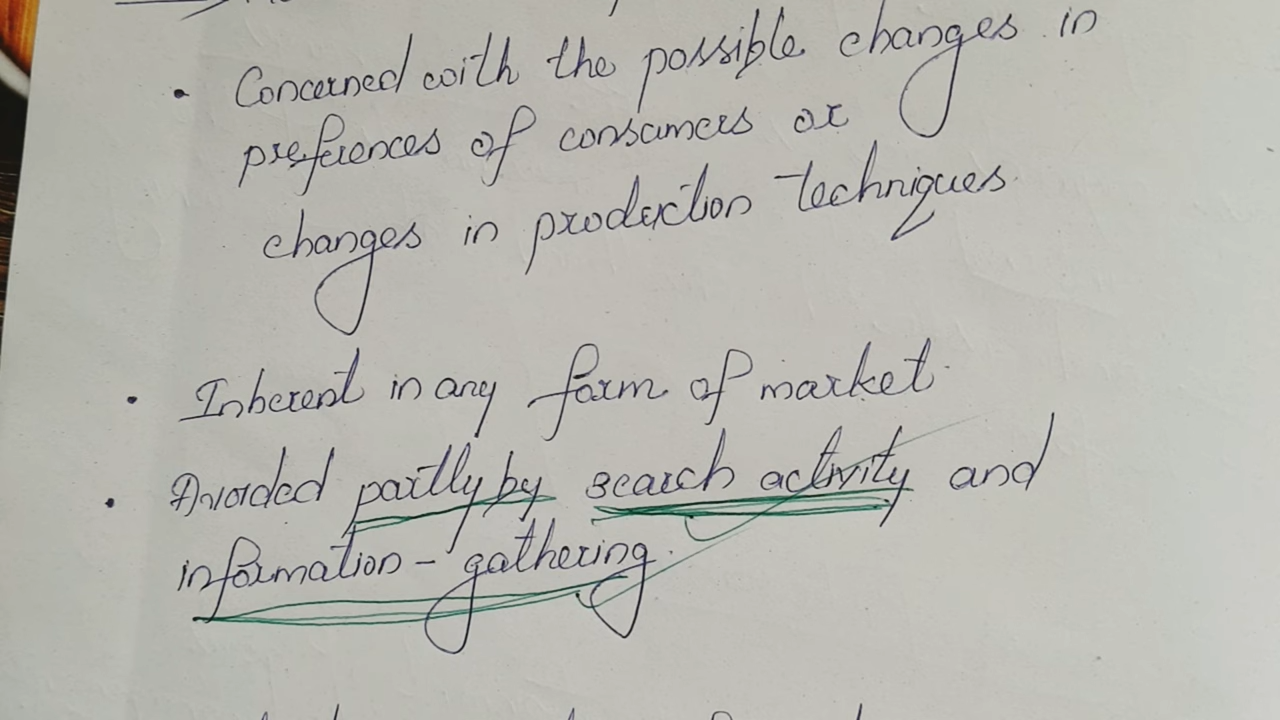 • Concerned with the possible changes in
preferences of consumers or
changes in production techniques.
• Inherent in any form of market.
• Avoided partly by search activity and
information - gathering.